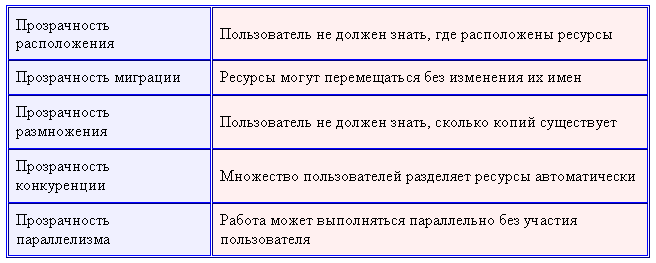 Прозрачность
расположения
Пользователь не должен знать, где расположены ресурсы
Прозрачность миграции
Ресурсы могут перемещаться без изменения их имен
Прозрачность
размножения
Пользователь не должен знать, сколько копий существует
Прозрачность
конкуренции
Множество пользователей разделяет ресурсы автоматически
Прозрачность
параллелизма
Работа может выполняться параллельно без участия
пользователя